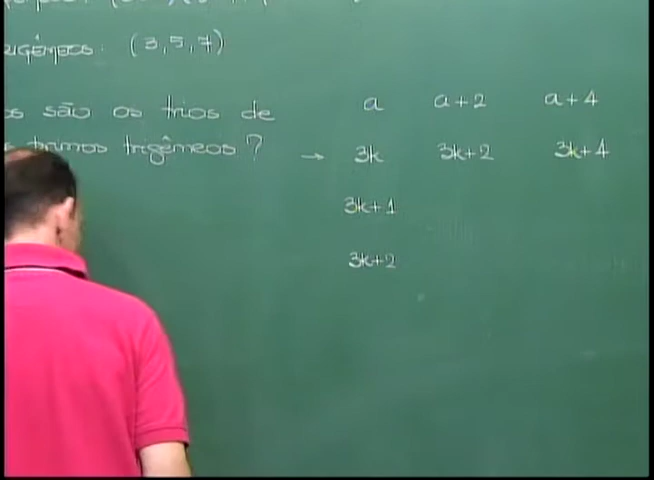 (3,5,7)
são os trios de
primos trigêmeos?
a a+2 a+4
→ 3k 3k+2 3k+4
3k+1
3k+2